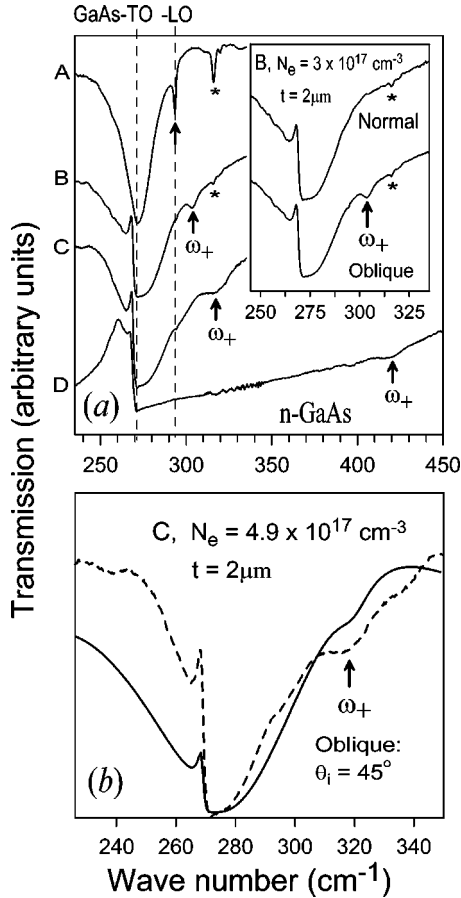 GaAs-TO -LO
A
B
C
D
*
*
ω+
ω+
ω+
(a)
n-GaAs
B, Ne = 3 x 10^17 cm^-3
t = 2μm
*
Normal
*
ω+
Oblique
250 275 300 325
250 300 350 400 450
Transmission (arbitrary units)
C, Ne = 4.9 x 10^17 cm^-3
t = 2μm
ω+
Oblique:
θi = 45°
(b)
240 260 280 300 320 340
Wave number (cm^-1)